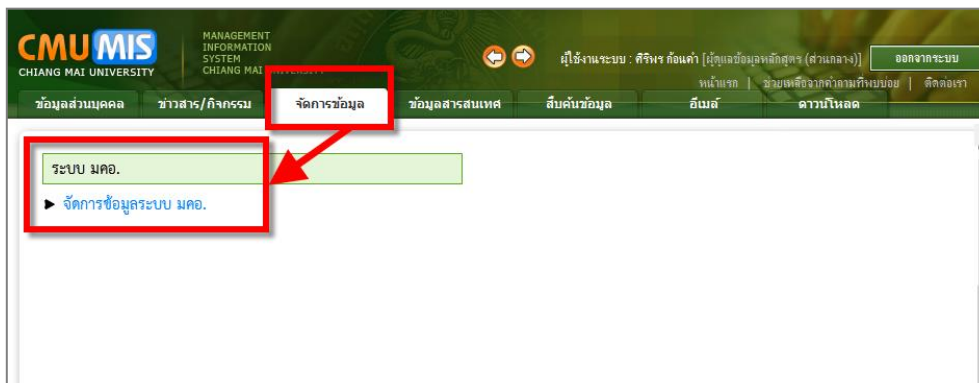 CMU MIS
CHIANG MAI UNIVERSITY
MANAGEMENT
INFORMATION
SYSTEM
CHIANG MAI UNIVERSITY
ผู้ใช้งานระบบ : ศิริพร ก้อนคำ [ผู้ดูแลข้อมูลหลักสูตร (ส่วนกลาง)]
ออกจากระบบ
หน้าแรก | ช่วยเหลือจากคำถามที่พบบ่อย | ติดต่อเรา
ข้อมูลส่วนบุคคล ข่าวสาร/กิจกรรม จัดการข้อมูล ข้อมูลสารสนเทศ สืบค้นข้อมูล อีเมล์ ดาวน์โหลด
ระบบ มคอ.
จัดการข้อมูลระบบ มคอ.